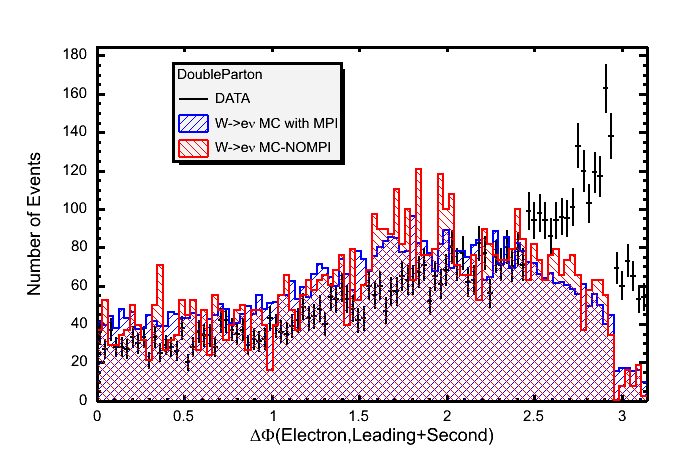 180
160
140
120
100
80
60
40
20
0
Number of Events
DoubleParton
DATA
W->eν MC with MPI
W->eν MC-NOMPI
0 0.5 1 1.5 2 2.5 3
ΔΦ(Electron,Leading+Second)